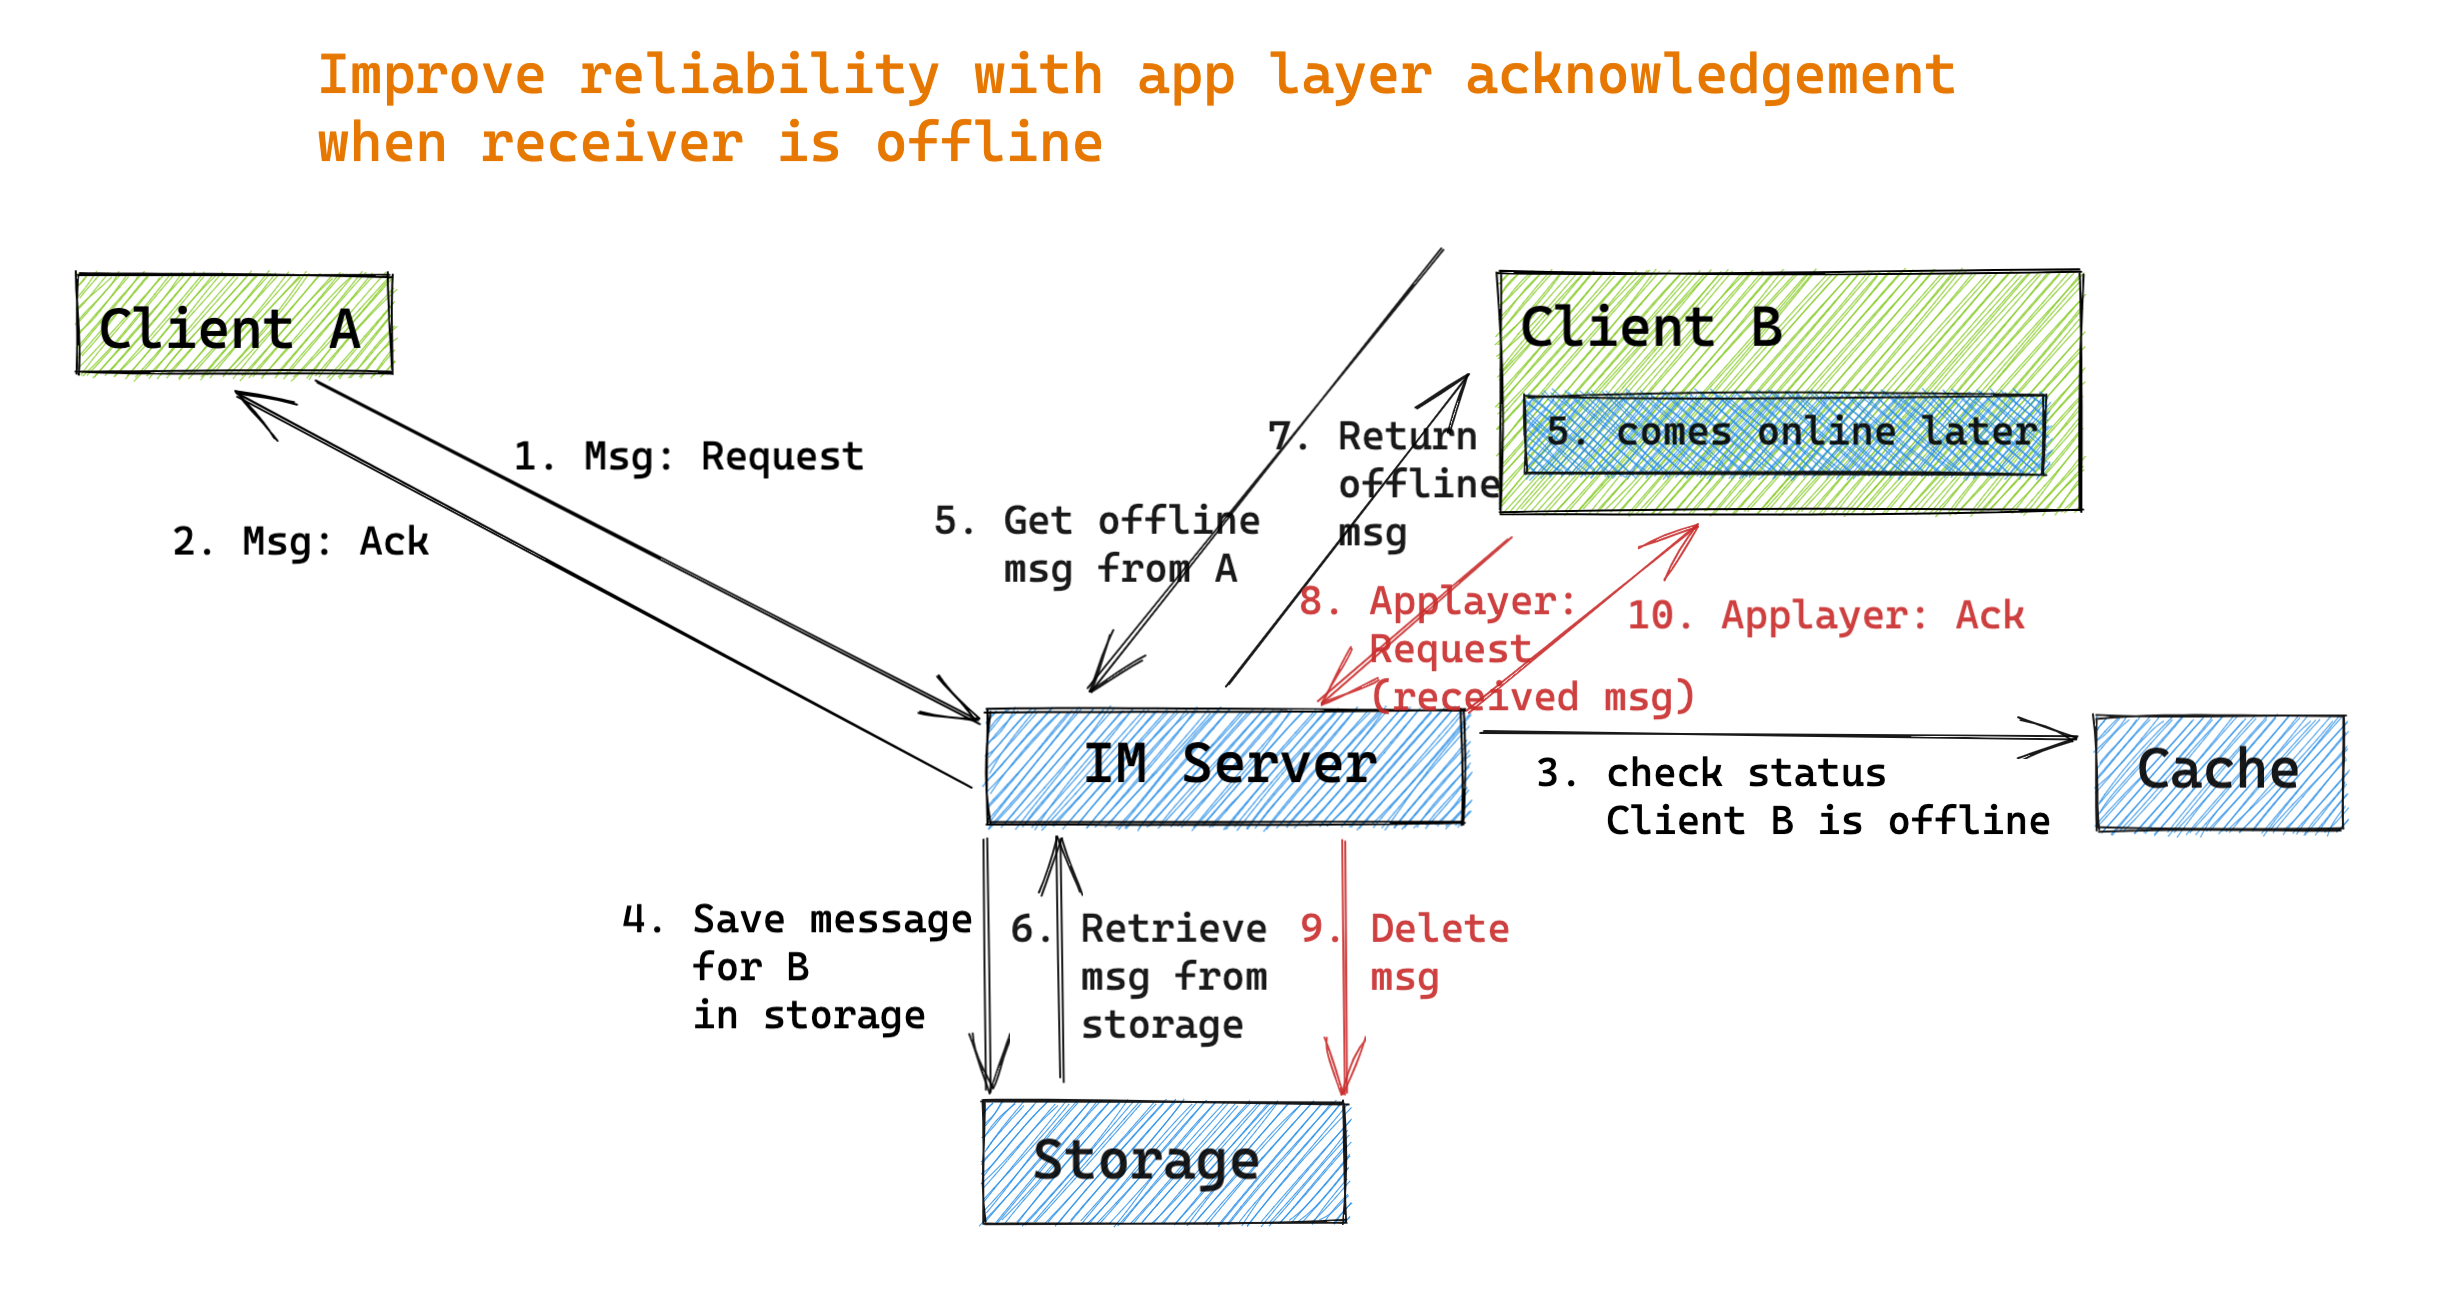 Improve reliability with app layer acknowledgement
when receiver is offline
Client A
Client B
5. comes online later
1. Msg: Request
2. Msg: Ack
7. Return
offline
msg
5. Get offline
msg from A
8. Applayer:
Request
(received msg)
10. Applayer: Ack
IM Server
3. check status
Client B is offline
Cache
4. Save message
for B
in storage
6. Retrieve
msg from
storage
9. Delete
msg
Storage